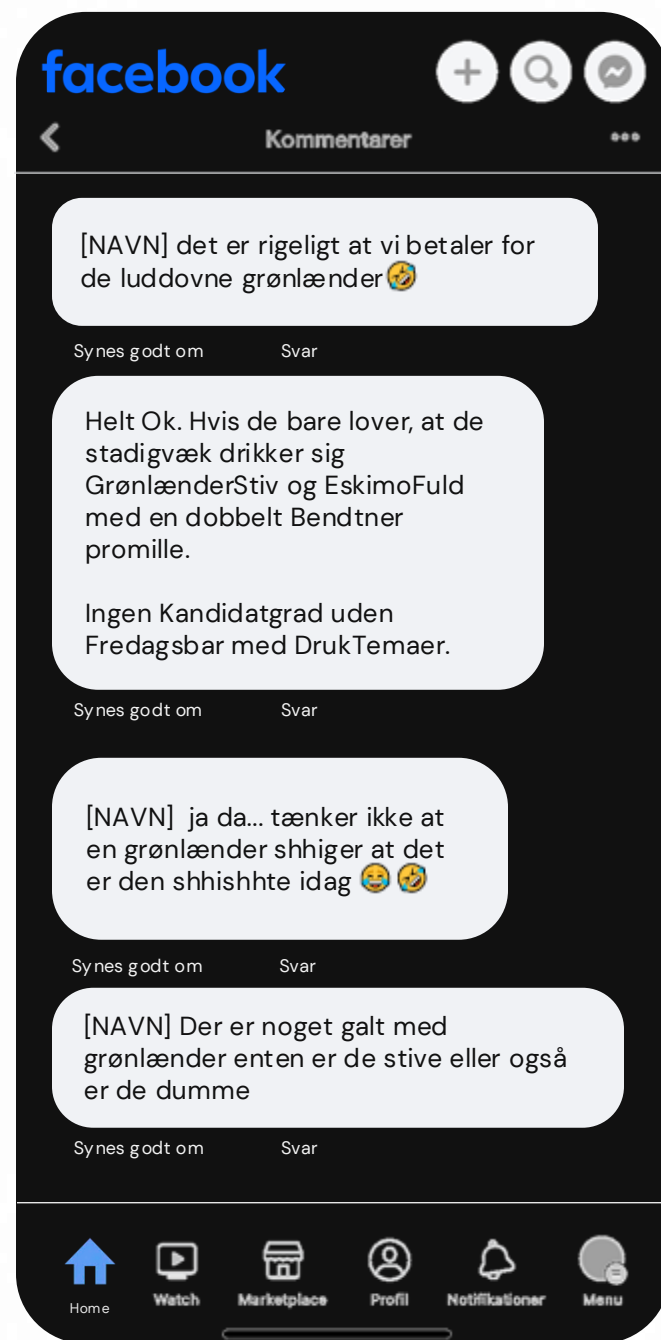 facebook
Kommentarer
[NAVN] det er rigeligt at vi betaler for
de luddovne grønlænder🤣
Synes godt om Svar
Helt Ok. Hvis de bare lover, at de
stadigvæk drikker sig
GrønlænderStiv og EskimoFuld
med en dobbelt Bendtner
promille.
Ingen Kandidatgrad uden
Fredagsbar med DrukTemaer.
Synes godt om Svar
[NAVN] ja da... tænker ikke at
en grønlænder shhiger at det
er den shhishhte idag 😂 🤣
Synes godt om Svar
[NAVN] Der er noget galt med
grønlænder enten er de stive eller også
er de dumme
Synes godt om Svar
Home Watch Marketplace Profil Notifikationer Menu